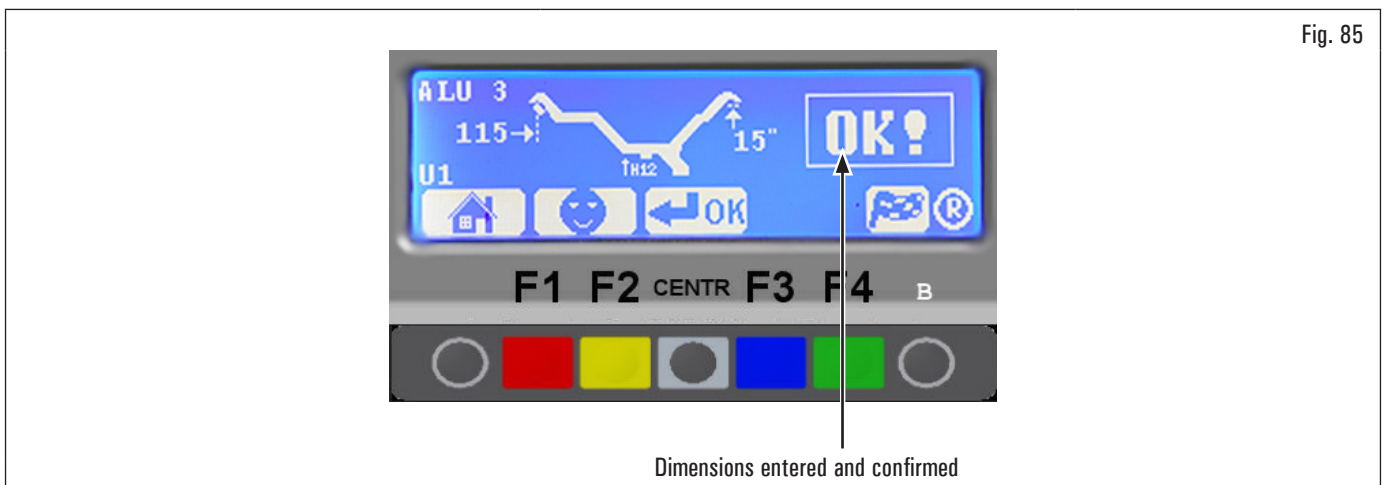 Fig. 85
ALU 3
115
15"
OK!
H12
U1
OK
R
F1 F2 CENTR F3 F4 B
Dimensions entered and confirmed